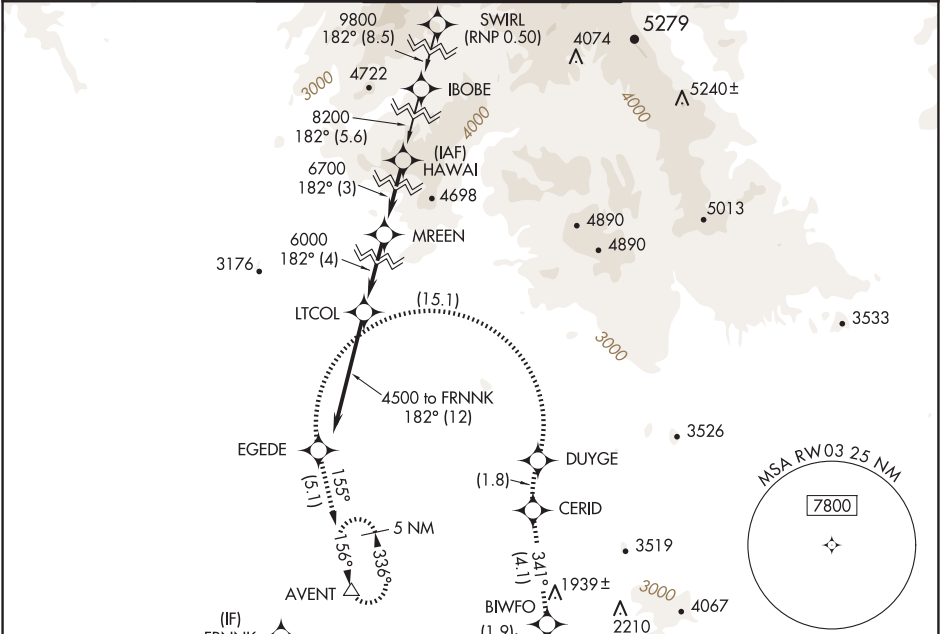 9800
182° (8.5)
SWIRL
(RNP 0.50)
4074
5279
3000
4722
IBOBE
5240±
4000
4000
8200
182° (5.6)
(IAF)
HAWAI
6700
182° (3)
4698
4890
5013
MREEN
4890
6000
182° (4)
3176
LTCOL
(15.1)
3533
3000
4500 to FRNNK
182° (12)
3526
EGEDE
DUYGE
(1.8)
MSA RW03 25 NM
7800
155°
(5.1)
CERID
5 NM
156°
336°
341°
(4.1)
3519
1939±
3000
AVENT
BIWFO
4067
2210
(IF)
FRNNK
(1.9)